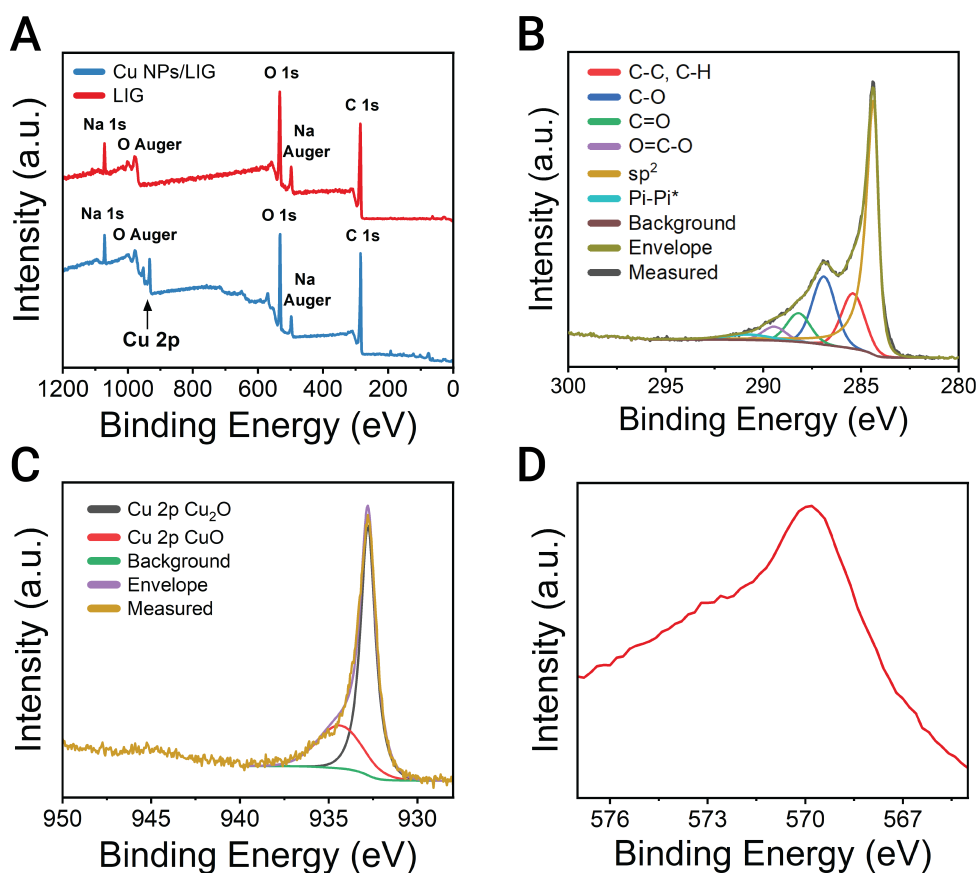 A
Cu NPs/LIG
LIG
Na 1s
O Auger
O 1s
Na
Auger
C 1s
Na 1s
O Auger
Cu 2p
O 1s
Na
Auger
C 1s
1200 1000 800 600 400 200 0
Binding Energy (eV)
Intensity (a.u.)
B
C-C, C-H
C-O
C=O
O=C-O
sp²
Pi-Pi*
Background
Envelope
Measured
300 295 290 285 280
Binding Energy (eV)
Intensity (a.u.)
C
Cu 2p Cu₂O
Cu 2p CuO
Background
Envelope
Measured
950 945 940 935 930
Binding Energy (eV)
Intensity (a.u.)
D
576 573 570 567
Binding Energy (eV)
Intensity (a.u.)